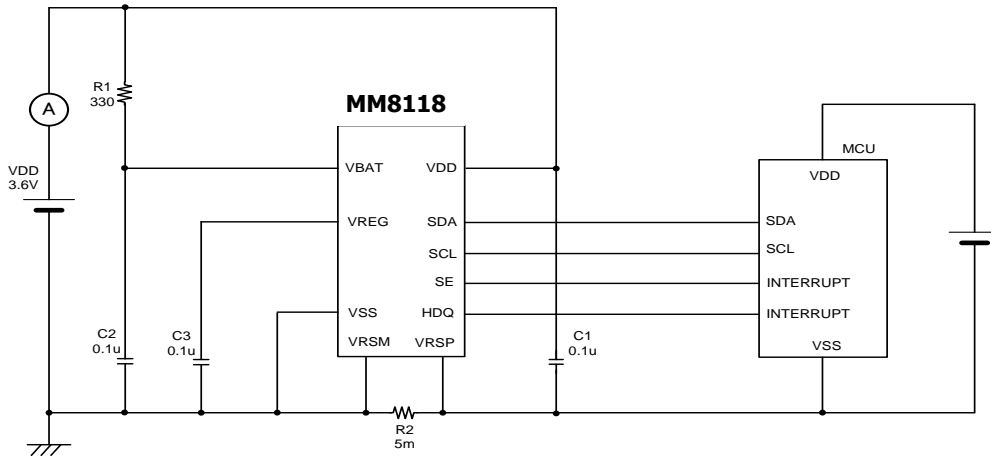 R1
330
MM8118
A
MCU
VDD
3.6V
VBAT
VDD
VDD
VREG
SDA
SDA
SCL
SCL
SE
INTERRUPT
VSS
HDQ
INTERRUPT
C2
0.1u
C3
0.1u
VRSM
VRSP
C1
0.1u
VSS
R2
5m